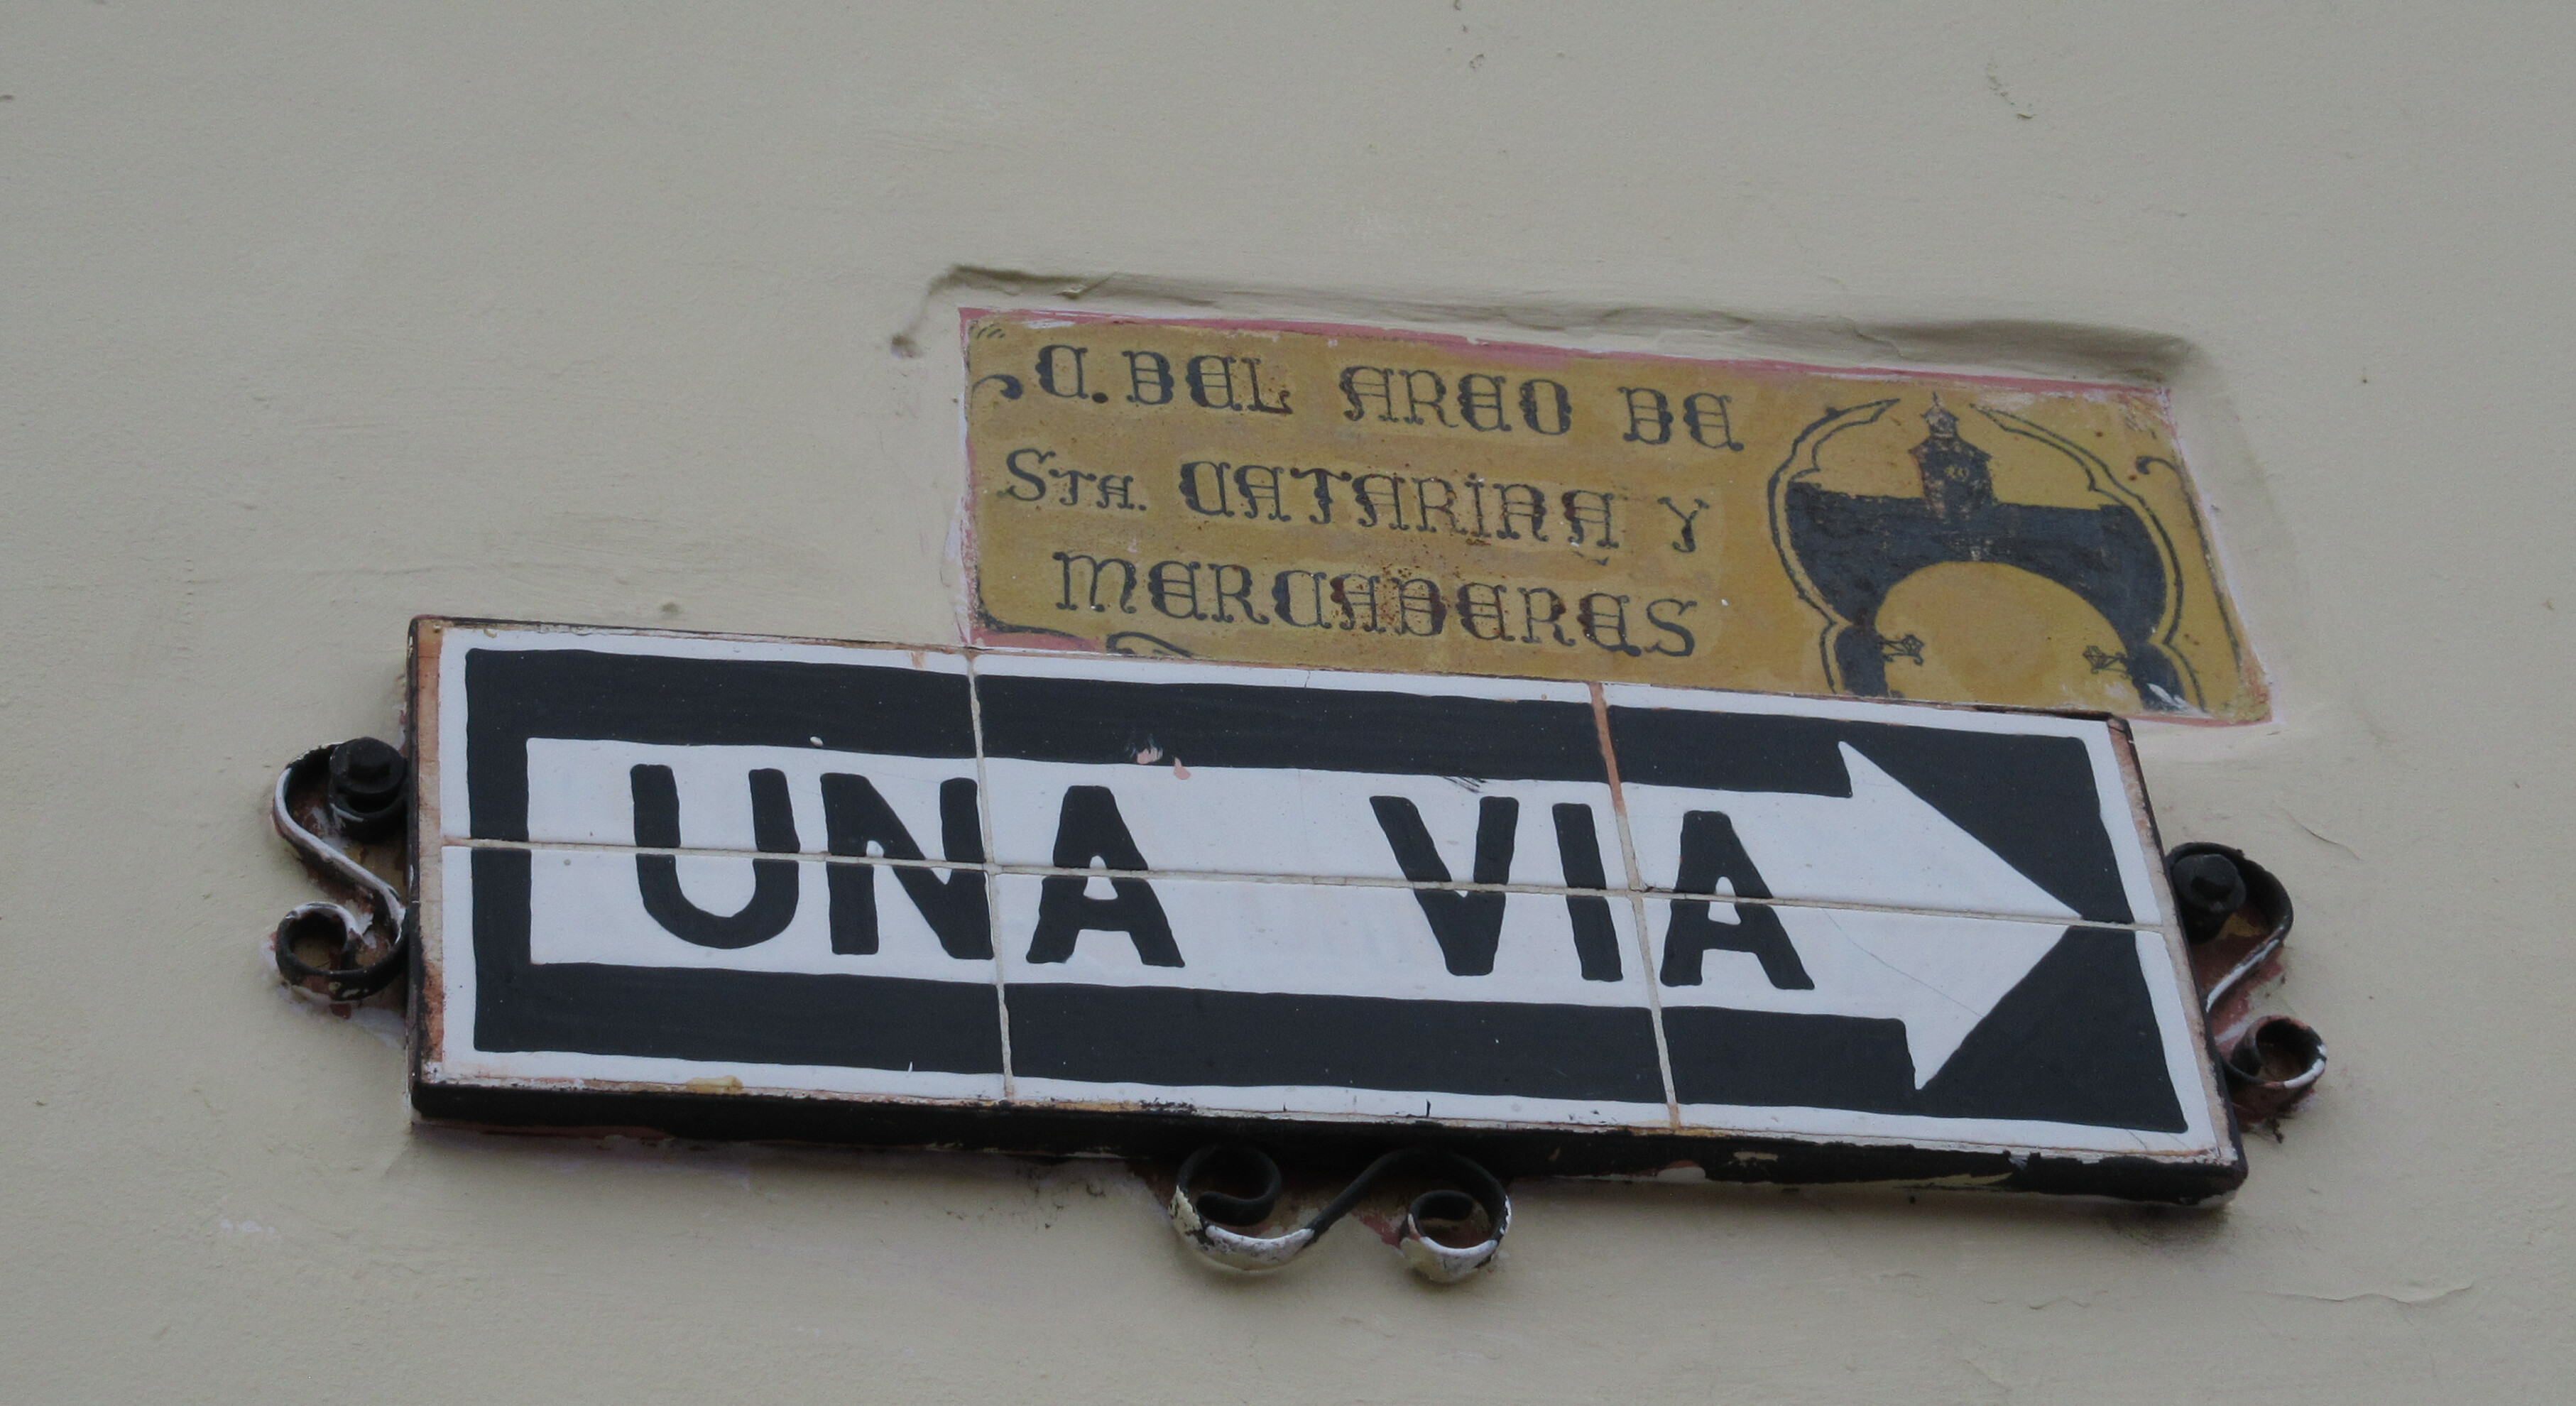 C. DEL ARCO DE
STA. CATARINA Y
MERCADERES
UNA VIA